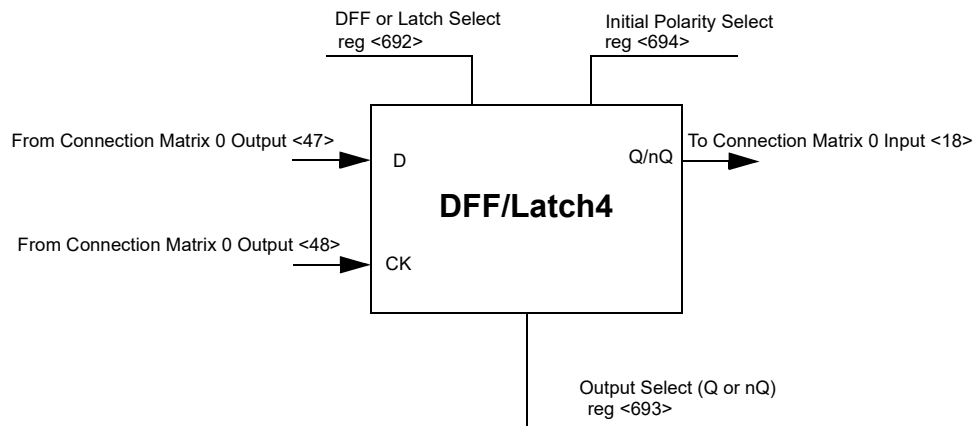 DFF or Latch Select
reg <692>
Initial Polarity Select
reg <694>
From Connection Matrix 0 Output <47>
D
Q/nQ
To Connection Matrix 0 Input <18>
DFF/Latch4
From Connection Matrix 0 Output <48>
CK
Output Select (Q or nQ)
reg <693>